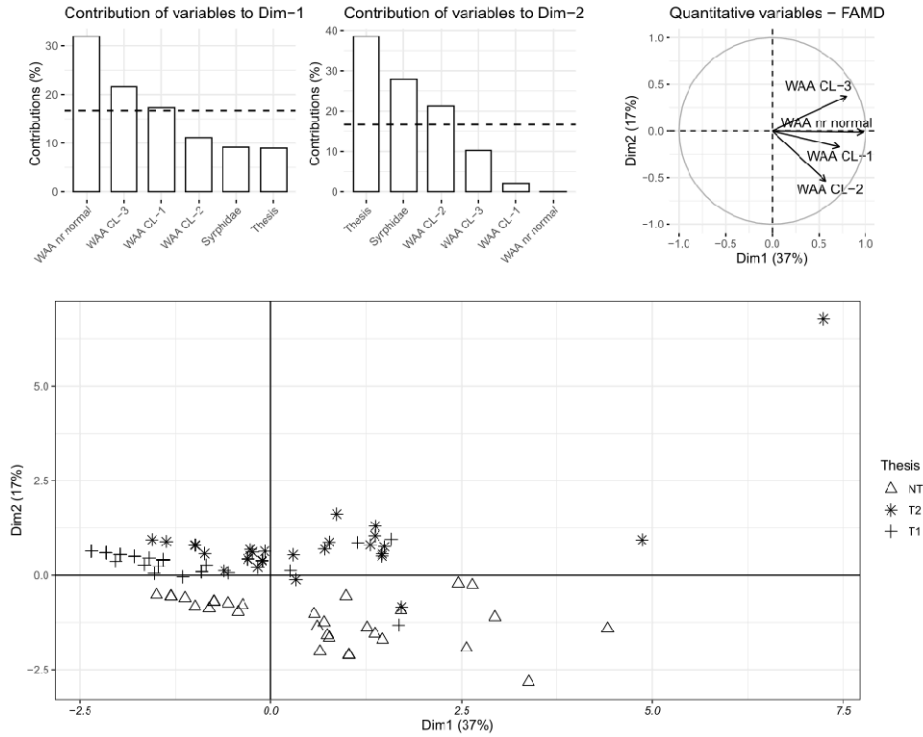 Contribution of variables to Dim−1
Contributions (%)
30
20
10
0
WAA nr normal
WAA CL−3
WAA CL−1
WAA CL−2
Syrphidae
Thesis
Contribution of variables to Dim−2
Contributions (%)
40
30
20
10
0
Thesis
Syrphidae
WAA CL−2
WAA CL−3
WAA CL−1
WAA nr normal
Quantitative variables − FAMD
Dim2 (17%)
1.0
0.5
0.0
−0.5
−1.0
WAA CL−3
WAA nr normal
WAA CL−1
WAA CL−2
−1.0 −0.5 0.0 0.5 1.0
Dim1 (37%)
Dim2 (17%)
5.0
2.5
0.0
−2.5
−2.5 0.0 2.5 5.0 7.5
Dim1 (37%)
Thesis
NT
T2
T1